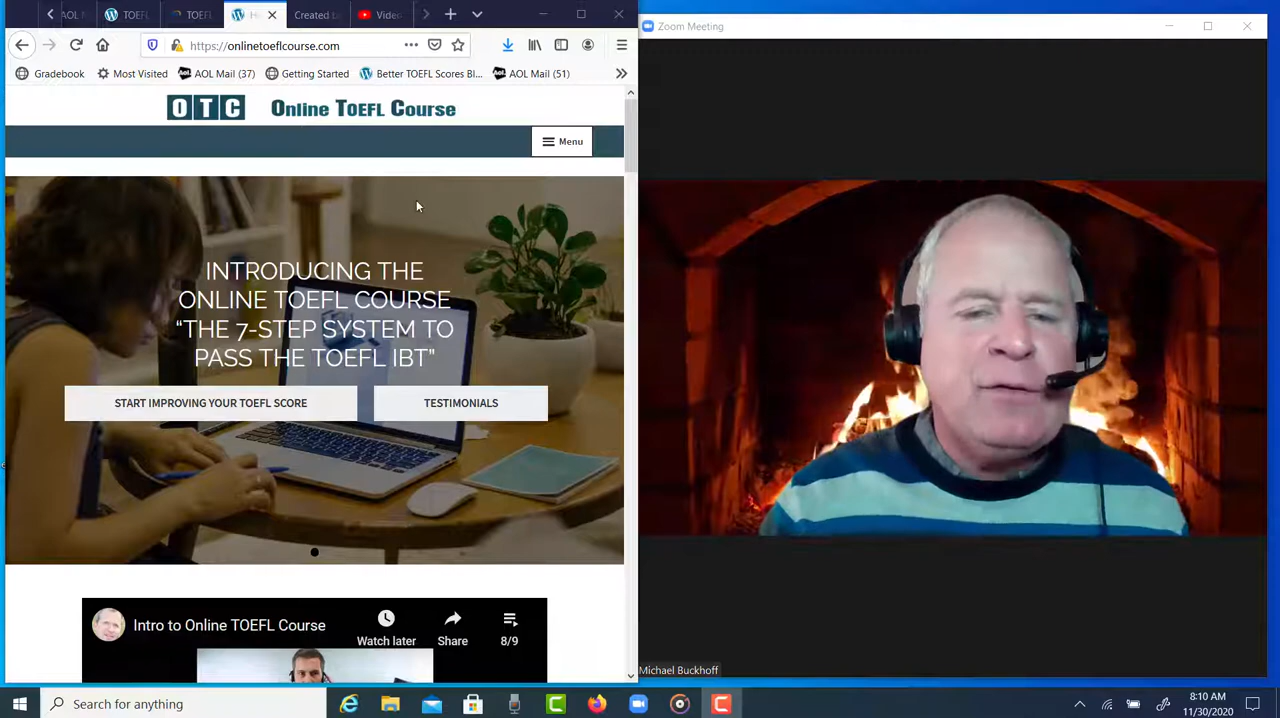 AOL M
TOEFL
TOEFL
H
Created b
Video
https://onlinetoeflcourse.com
Gradebook
Most Visited
AOL Mail (37)
Getting Started
Better TOEFL Scores Bl...
AOL Mail (51)
OTC Online TOEFL Course
Menu
INTRODUCING THE
ONLINE TOEFL COURSE
“THE 7-STEP SYSTEM TO
PASS THE TOEFL IBT”
START IMPROVING YOUR TOEFL SCORE
TESTIMONIALS
Intro to Online TOEFL Course
Watch later
Share
8/9
Zoom Meeting
Michael Buckhoff
Search for anything
8:10 AM
11/30/2020